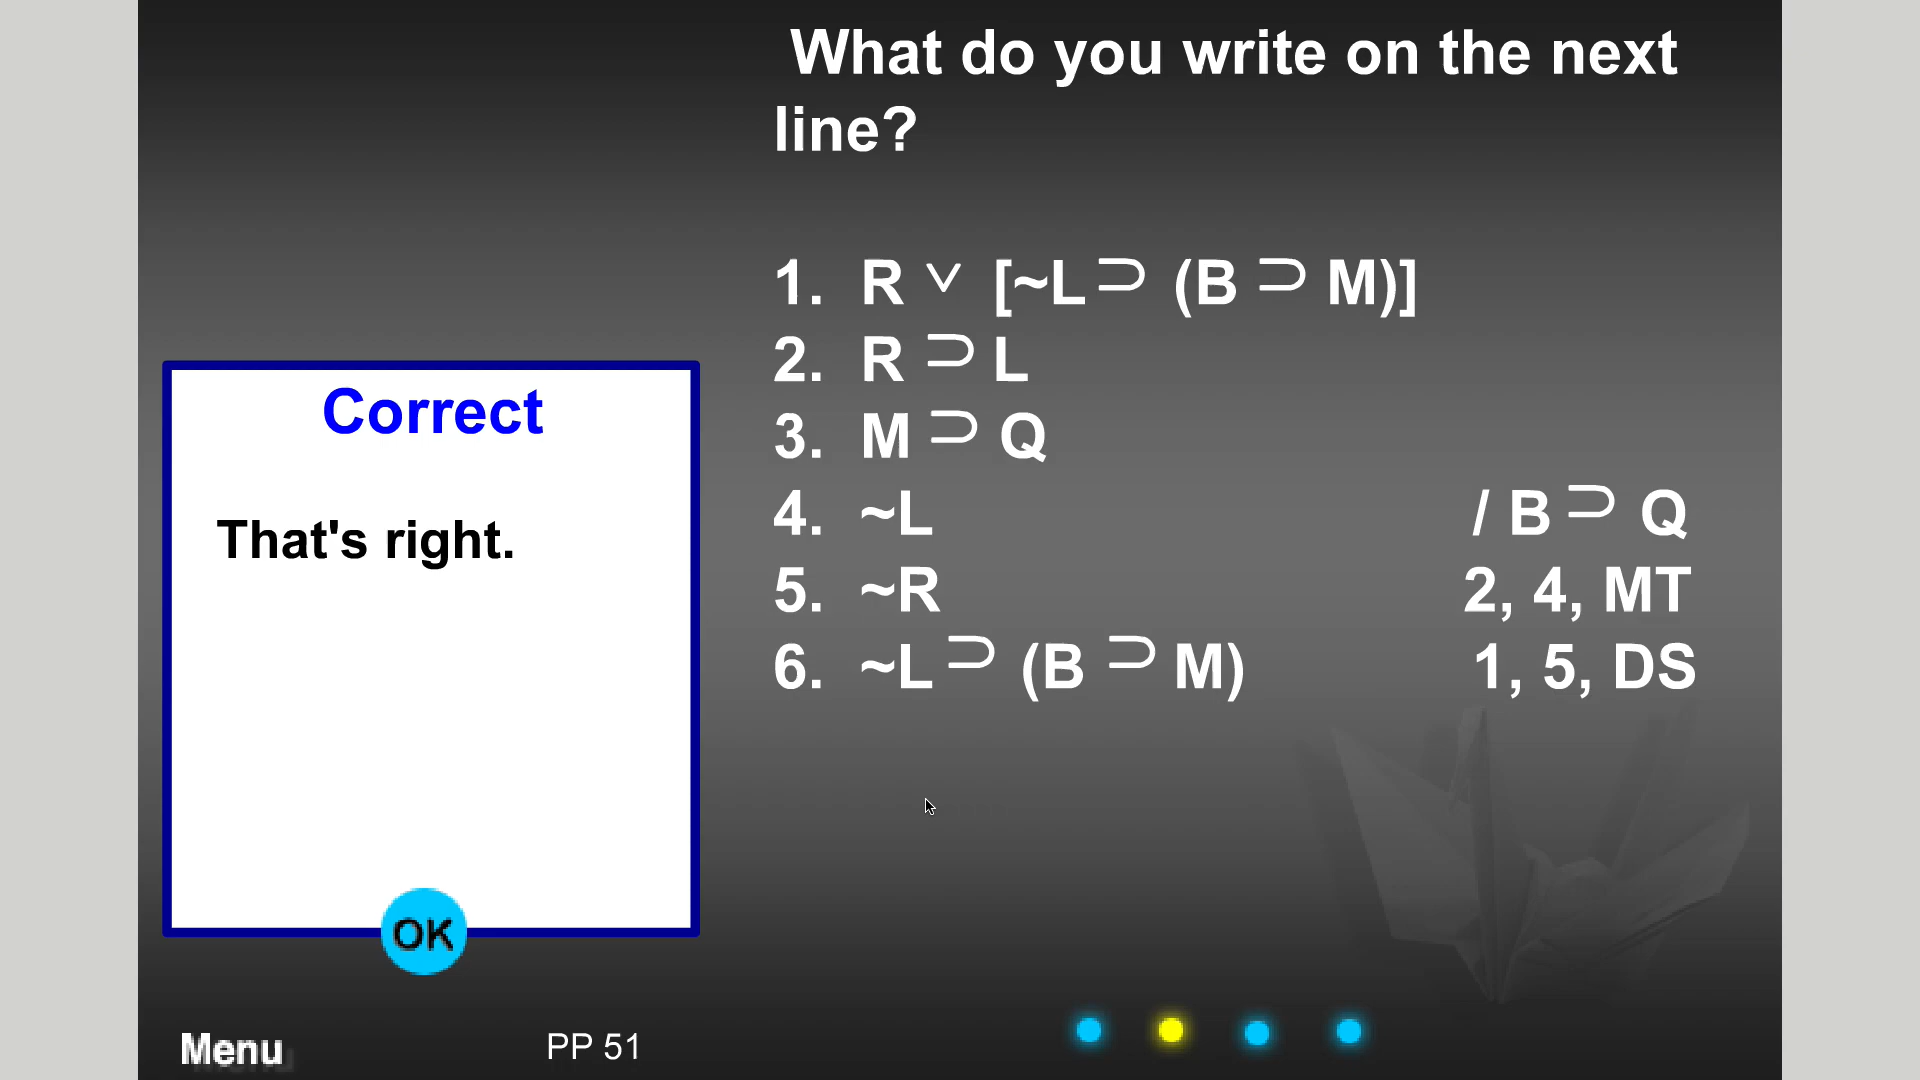 What do you write on the next
line?
1. R ∨ [~L ⊃ (B ⊃ M)]
2. R ⊃ L
3. M ⊃ Q
4. ~L / B ⊃ Q
5. ~R 2, 4, MT
6. ~L ⊃ (B ⊃ M) 1, 5, DS
Correct
That's right.
OK
Menu
PP 51